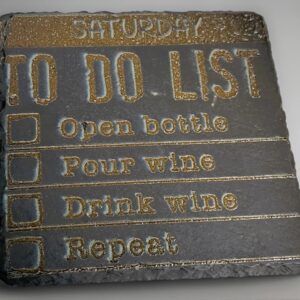 SATURDAY
TO DO LIST
Open bottle
Pour wine
Drink wine
Repeat